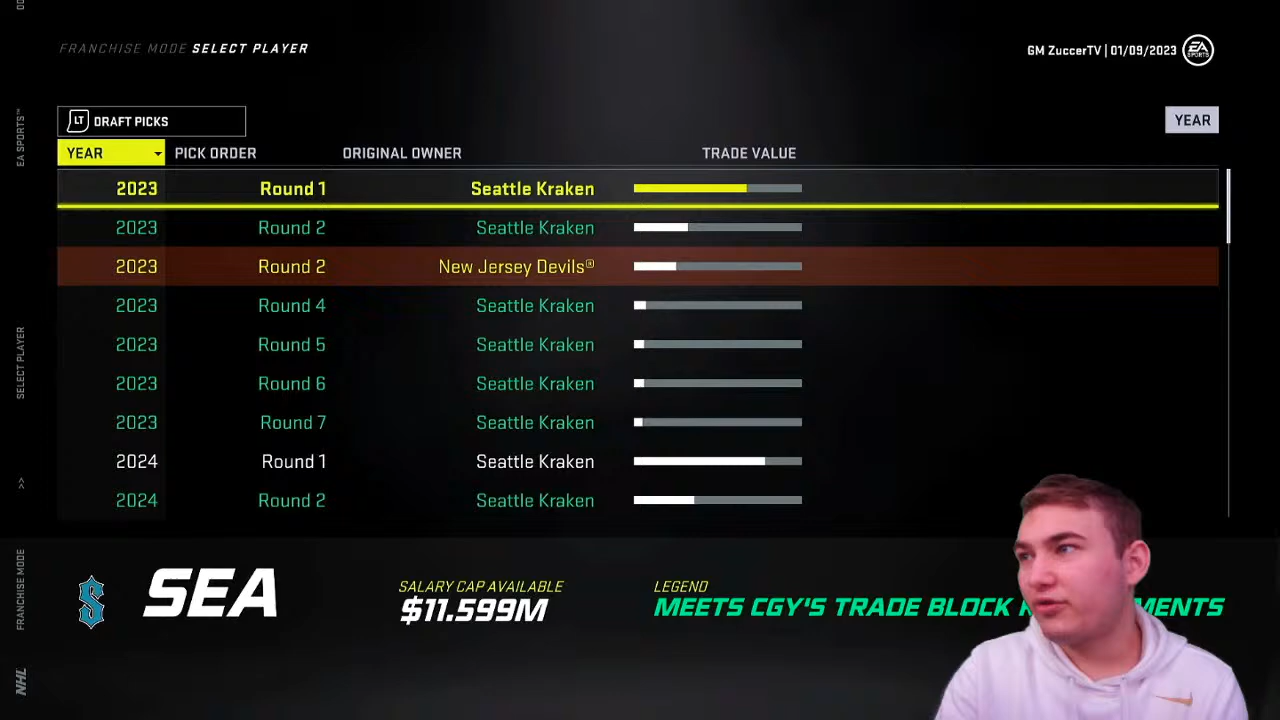 FRANCHISE MODE SELECT PLAYER
GM ZuccerTV | 01/09/2023
EA SPORTS
EA SPORTS™
SELECT PLAYER
>>
FRANCHISE MODE
NHL
LT DRAFT PICKS
YEAR
YEAR PICK ORDER ORIGINAL OWNER TRADE VALUE
2023 Round 1 Seattle Kraken
2023 Round 2 Seattle Kraken
2023 Round 2 New Jersey Devils®
2023 Round 4 Seattle Kraken
2023 Round 5 Seattle Kraken
2023 Round 6 Seattle Kraken
2023 Round 7 Seattle Kraken
2024 Round 1 Seattle Kraken
2024 Round 2 Seattle Kraken
SEA
SALARY CAP AVAILABLE
$11.599M
LEGEND
MEETS CGY'S TRADE BLOCK